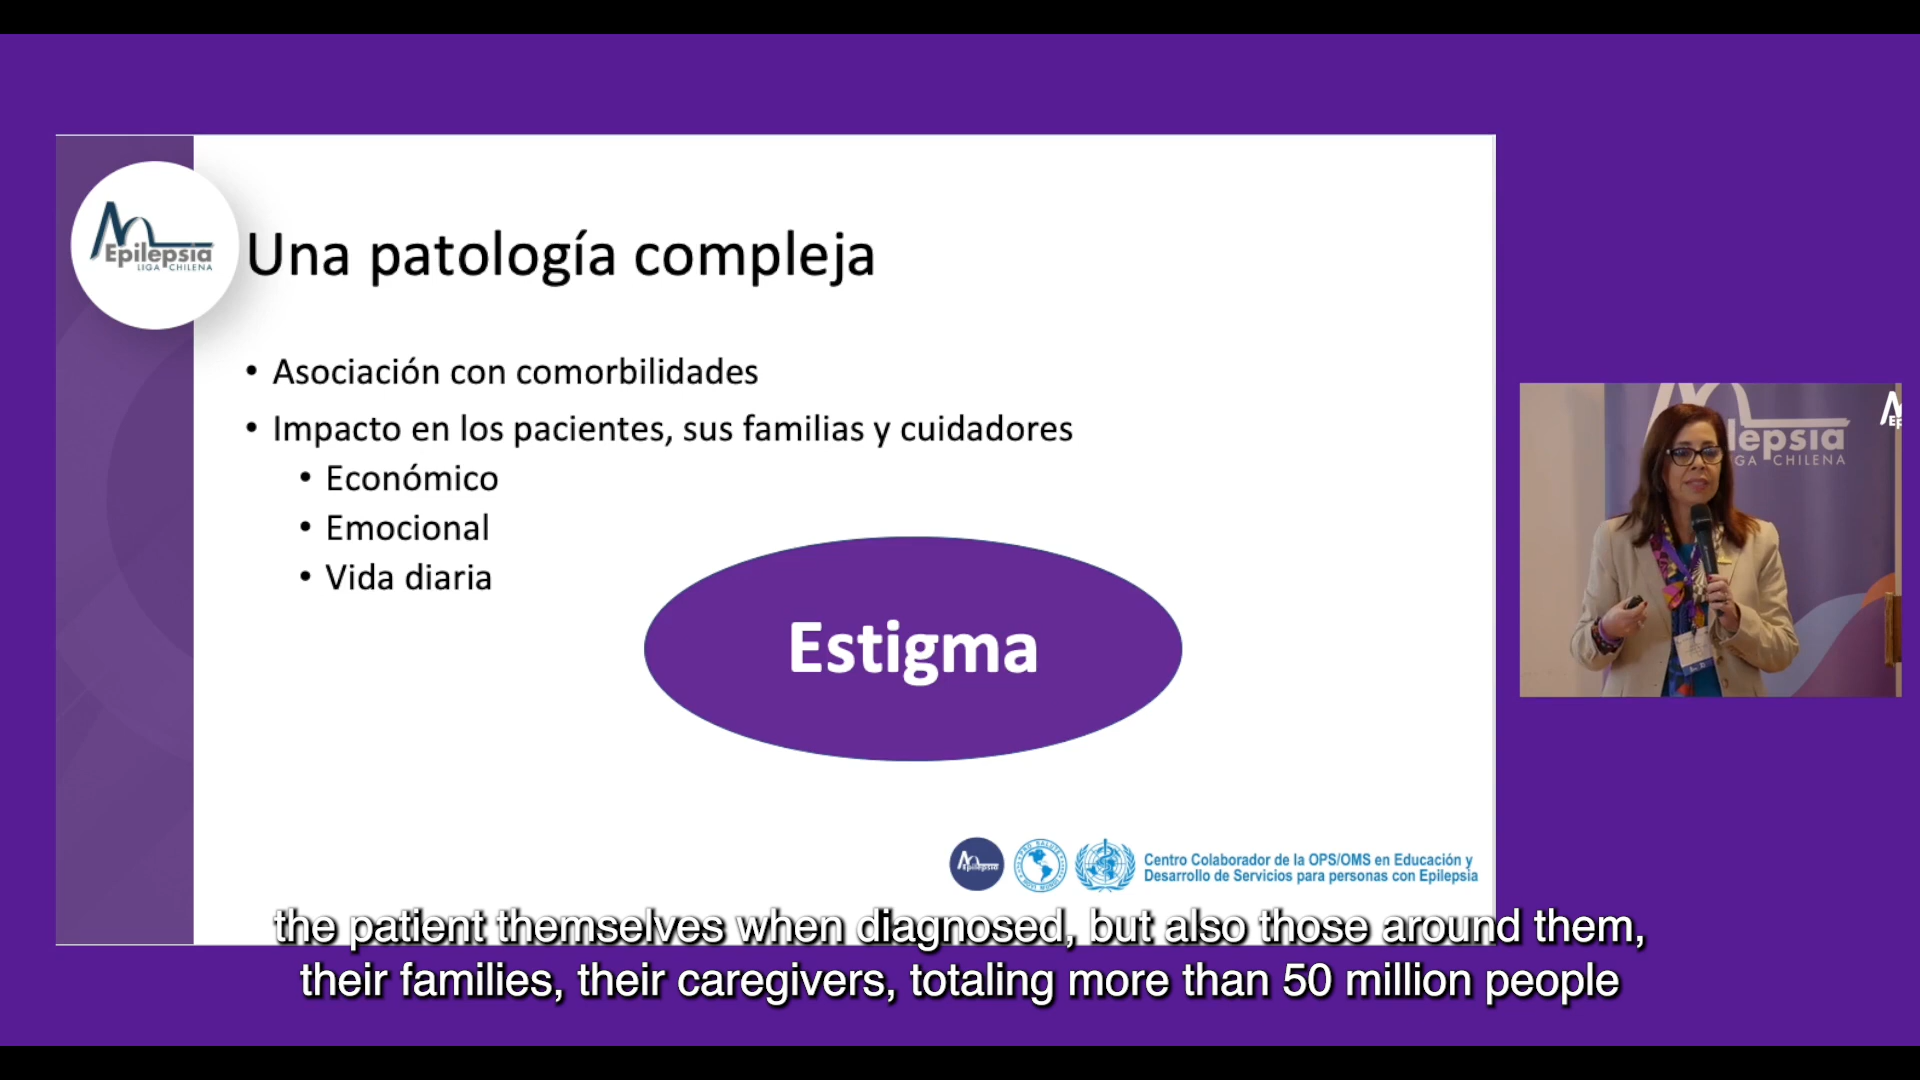 Epilepsia
LIGA CHILENA
Una patología compleja
• Asociación con comorbilidades
• Impacto en los pacientes, sus familias y cuidadores
• Económico
• Emocional
• Vida diaria
Estigma
lepsia
GA CHILENA
Epilepsia
Centro Colaborador de la OPS/OMS en Educación y
Desarrollo de Servicios para personas con Epilepsia
the patient themselves when diagnosed, but also those around them,
their families, their caregivers, totaling more than 50 million people